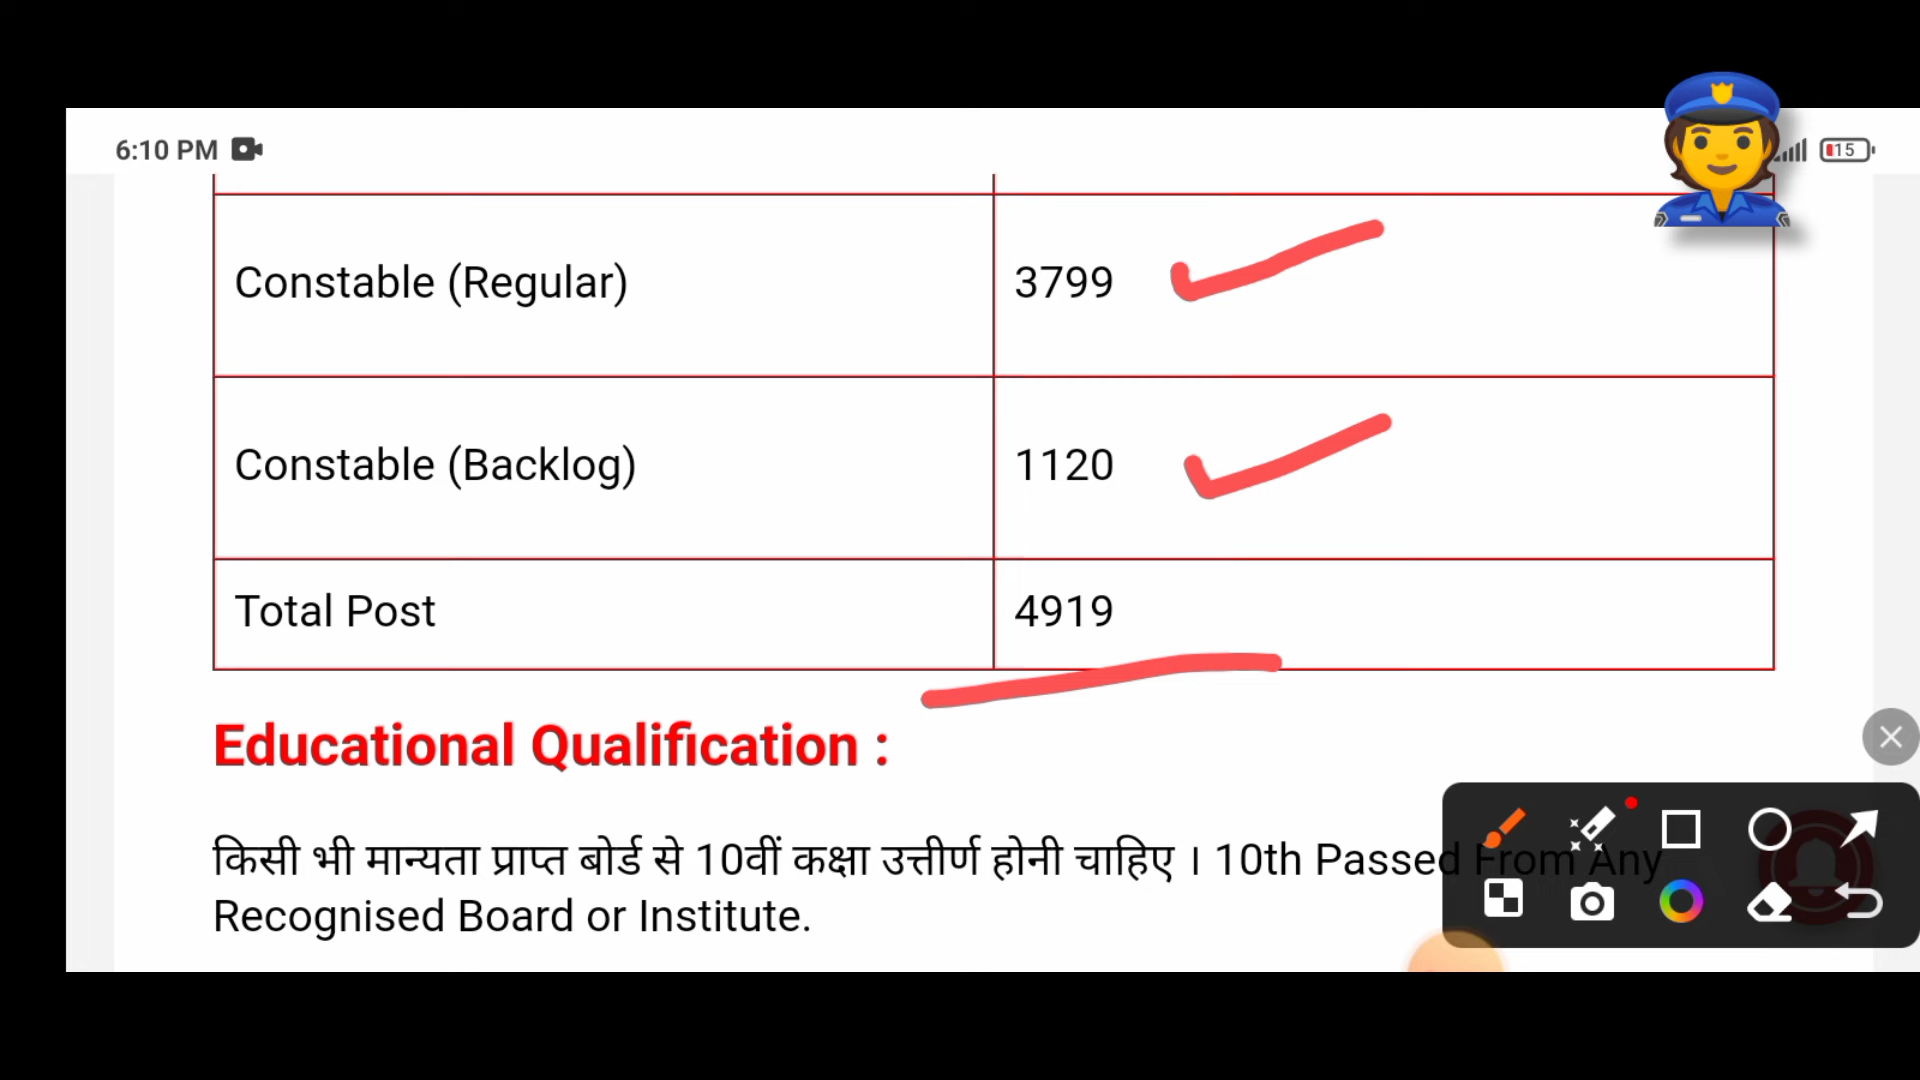 6:10 PM
15
Constable (Regular) 3799
Constable (Backlog) 1120
Total Post 4919
Educational Qualification :
किसी भी मान्यता प्राप्त बोर्ड से 10वीं कक्षा उत्तीर्ण होनी चाहिए । 10th Passed From Any
Recognised Board or Institute.